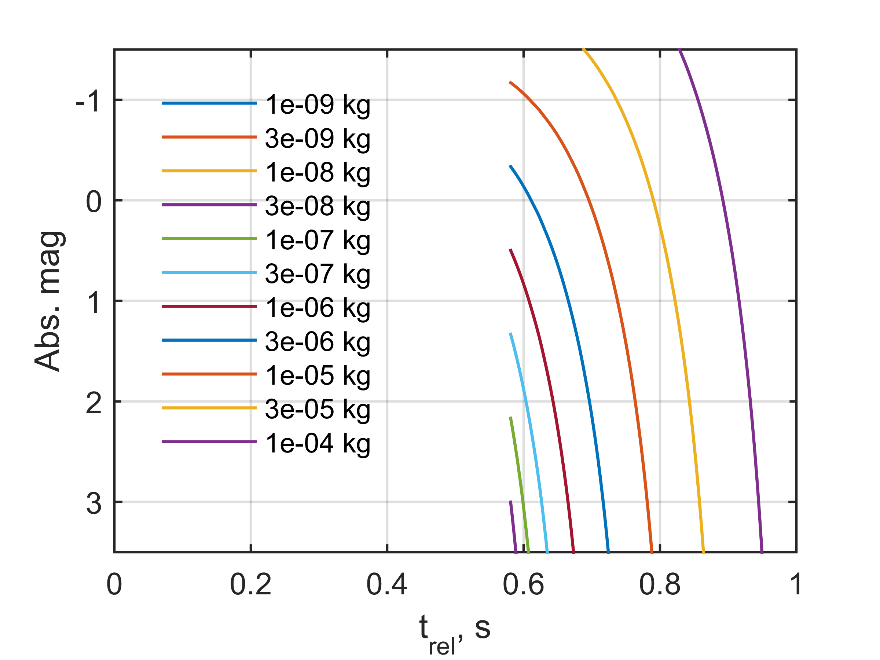 -1
0
1
2
3
Abs. mag
1e-09 kg
3e-09 kg
1e-08 kg
3e-08 kg
1e-07 kg
3e-07 kg
1e-06 kg
3e-06 kg
1e-05 kg
3e-05 kg
1e-04 kg
0 0.2 0.4 0.6 0.8 1
t_rel, s